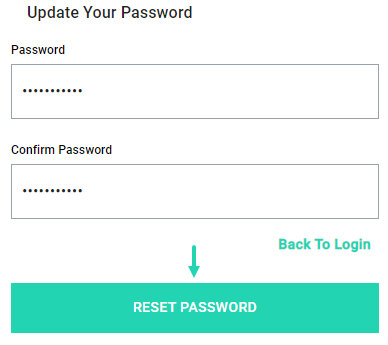 Update Your Password
Password
•••••••••••
Confirm Password
•••••••••••
Back To Login
RESET PASSWORD